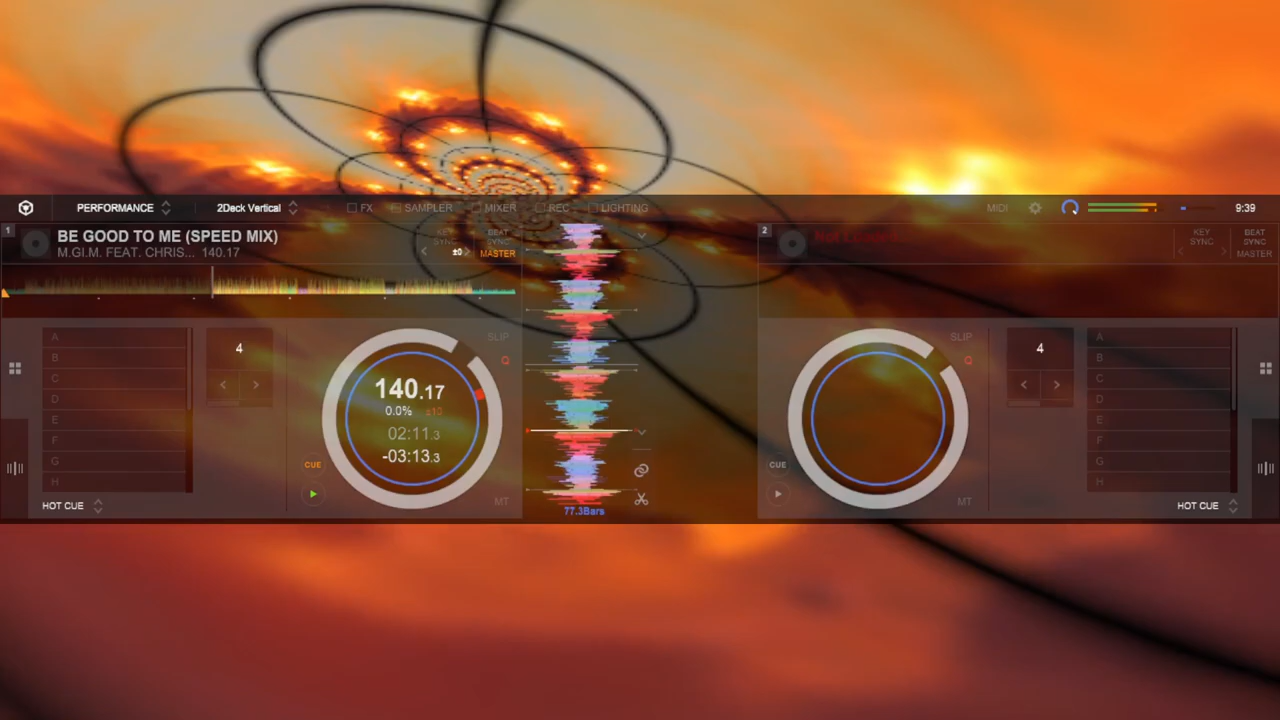 PERFORMANCE 2Deck Vertical FX SAMPLER MIXER REC LIGHTING MIDI 9:39
1 BE GOOD TO ME (SPEED MIX)
M.GI.M. FEAT. CHRIS... 140.17
KEY SYNC
±0
BEAT SYNC
MASTER
2 Not Loaded.
KEY SYNC
BEAT SYNC
MASTER
A
B
C
D
E
F
G
H
HOT CUE
4
SLIP
Q
140.17
0.0% ±10
02:11.3
-03:13.3
CUE
MT
77.3Bars
SLIP
Q
CUE
MT
4
A
B
C
D
E
F
G
H
HOT CUE